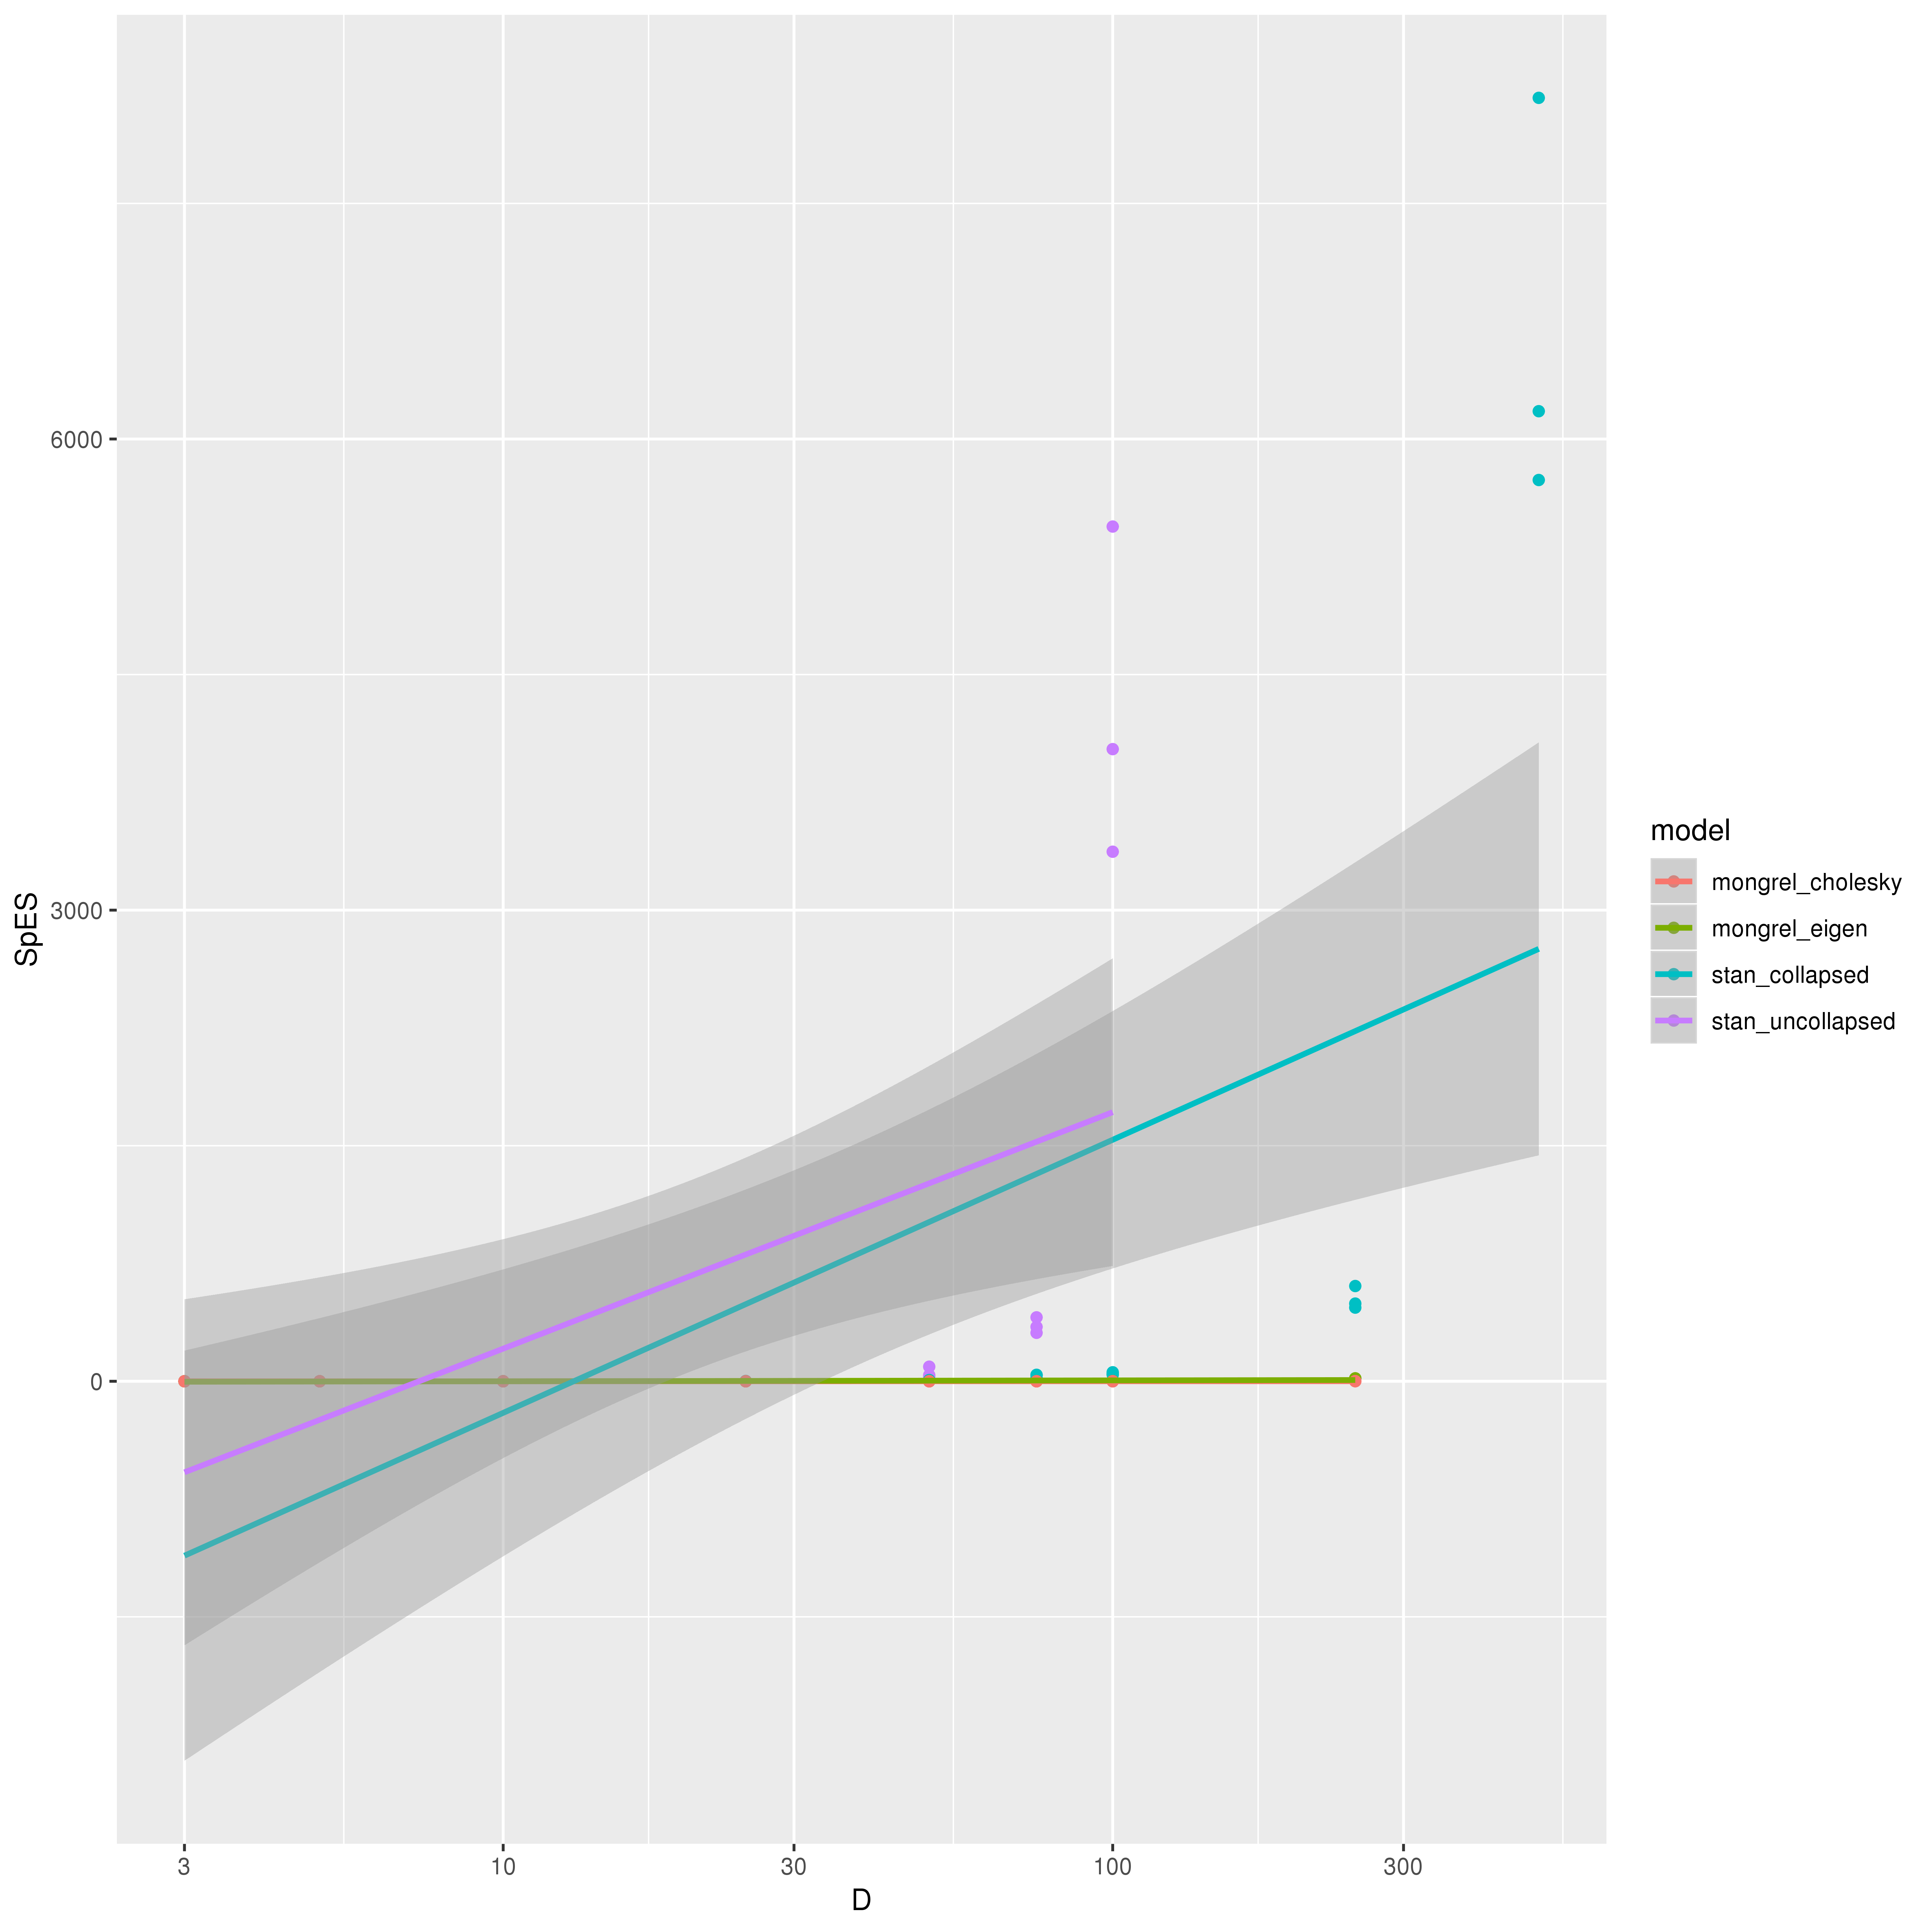 SpES
6000
3000
0
3
10
30
100
300
D
model
mongrel_cholesky
mongrel_eigen
stan_collapsed
stan_uncollapsed